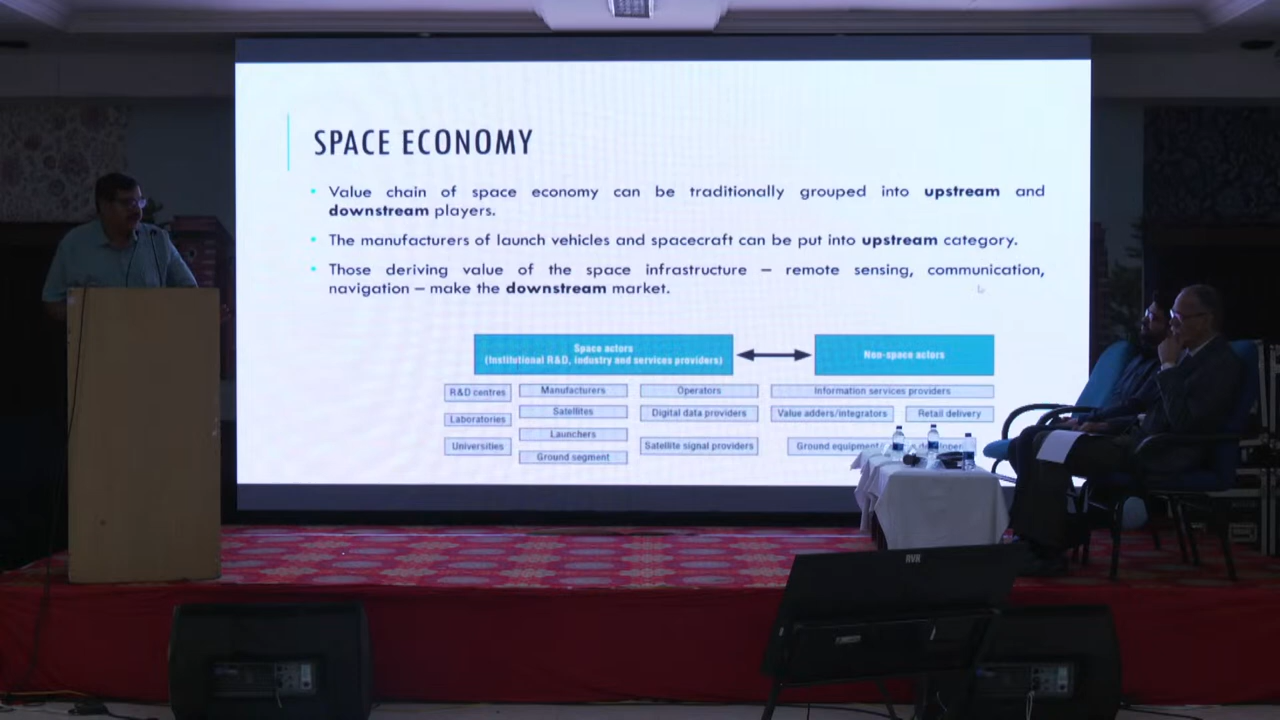 SPACE ECONOMY
Value chain of space economy can be traditionally grouped into upstream and
downstream players.
The manufacturers of launch vehicles and spacecraft can be put into upstream category.
Those deriving value of the space infrastructure – remote sensing, communication,
navigation – make the downstream market.
Space actors
(Institutional R&D, industry and services providers)
Non-space actors
R&D centres
Laboratories
Universities
Manufacturers
Satellites
Launchers
Ground segment
Operators
Digital data providers
Satellite signal providers
Information services providers
Value adders/integrators
Retail delivery
Ground equipment/
RVR